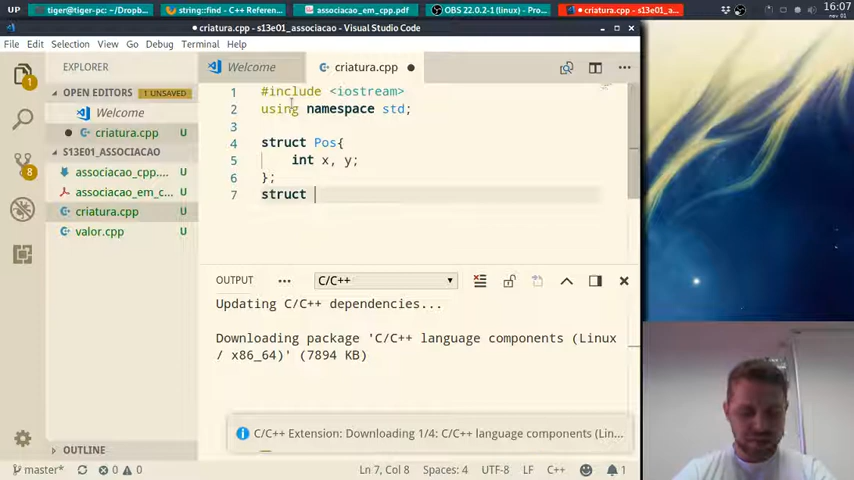 UP
tiger@tiger-pc: ~/Dropb...
string::find - C++ Referen...
associacao_em_cpp.pdf
OBS 22.0.2-1 (linux) - Pro...
criatura.cpp - s13e01_a...
16:07
nov 01
criatura.cpp - s13e01_associacao - Visual Studio Code
File Edit Selection View Go Debug Terminal Help
EXPLORER
OPEN EDITORS 1 UNSAVED
Welcome
criatura.cpp U
S13E01_ASSOCIACAO
associacao_cpp.... U
associacao_em_c... U
criatura.cpp U
valor.cpp U
OUTLINE
1
8
Welcome
criatura.cpp
1 #include <iostream>
2 using namespace std;
3
4 struct Pos{
5 int x, y;
6 };
7 struct
OUTPUT ... C/C++
Updating C/C++ dependencies...
Downloading package 'C/C++ language components (Linux
/ x86_64)' (7894 KB)
C/C++ Extension: Downloading 1/4: C/C++ language components (Lin...
master* 0 0 Ln 7, Col 8 Spaces: 4 UTF-8 LF C++ 1